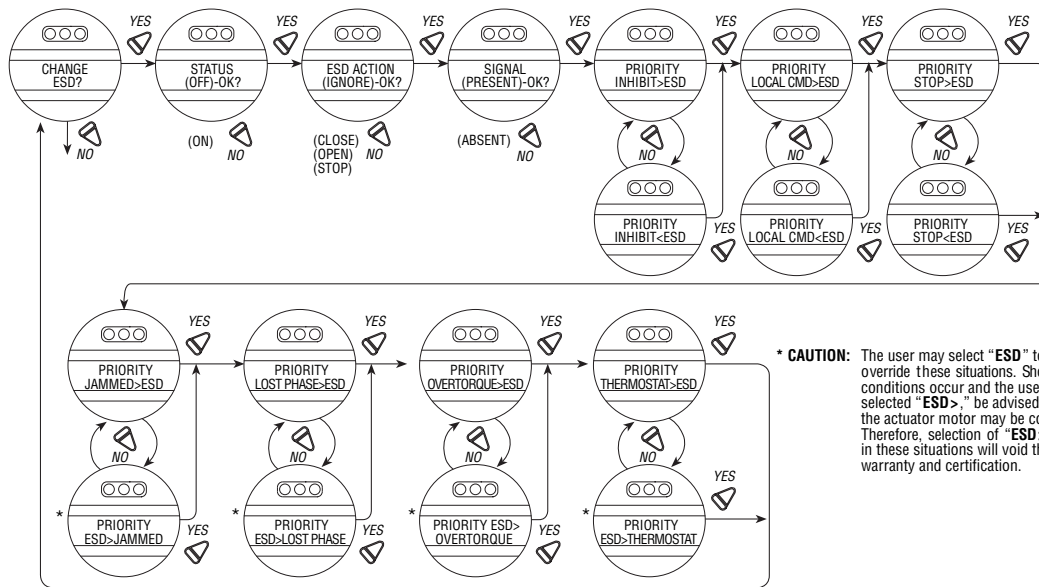 YES
YES
YES
YES
YES
YES
YES
CHANGE
ESD?
STATUS
(OFF)-OK?
ESD ACTION
(IGNORE)-OK?
SIGNAL
(PRESENT)-OK?
PRIORITY
INHIBIT>ESD
PRIORITY
LOCAL CMD>ESD
PRIORITY
STOP>ESD
NO
(ON)
NO
(CLOSE)
(OPEN)
(STOP)
NO
(ABSENT)
NO
NO
NO
NO
PRIORITY
INHIBIT<ESD
YES
PRIORITY
LOCAL CMD<ESD
YES
PRIORITY
STOP<ESD
YES
YES
YES
YES
YES
PRIORITY
JAMMED>ESD
PRIORITY
LOST PHASE>ESD
PRIORITY
OVERTORQUE>ESD
PRIORITY
THERMOSTAT>ESD
NO
NO
NO
NO
*
PRIORITY
ESD>JAMMED
YES
PRIORITY
ESD>LOST PHASE
YES
*
PRIORITY ESD>
OVERTORQUE
YES
*
PRIORITY
ESD>THERMOSTAT
YES
*
* CAUTION: The user may select "ESD" to
override these situations.
conditions occur and the
selected "ESD>," be advised
the actuator motor may be
Therefore, selection of "ESD
in these situations will void
warranty and certification.